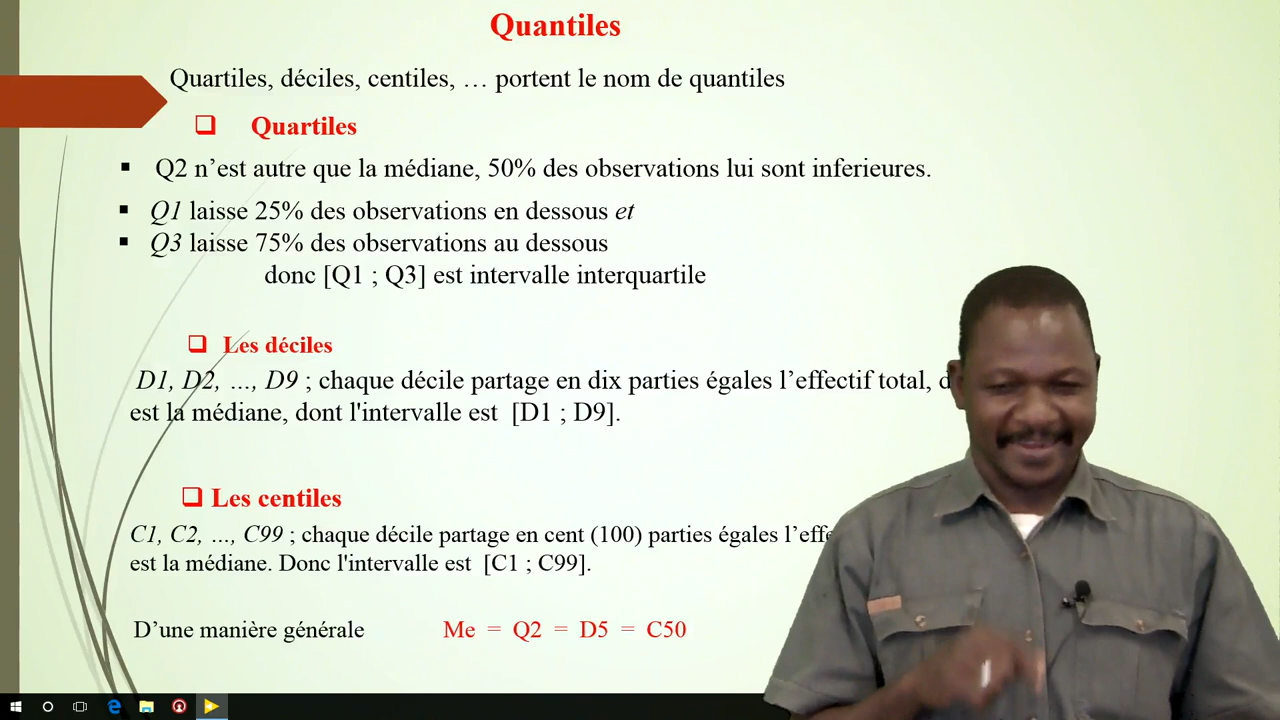 Quantiles
Quartiles, déciles, centiles, … portent le nom de quantiles
Quartiles
Q2 n’est autre que la médiane, 50% des observations lui sont inferieures.
Q1 laisse 25% des observations en dessous et
Q3 laisse 75% des observations au dessous
donc [Q1 ; Q3] est intervalle interquartile
Les déciles
D1, D2, …, D9 ; chaque décile partage en dix parties égales l’effectif total,
est la médiane, dont l'intervalle est [D1 ; D9].
Les centiles
C1, C2, …, C99 ; chaque décile partage en cent (100) parties égales
est la médiane. Donc l'intervalle est [C1 ; C99].
D’une manière générale Me = Q2 = D5 = C50